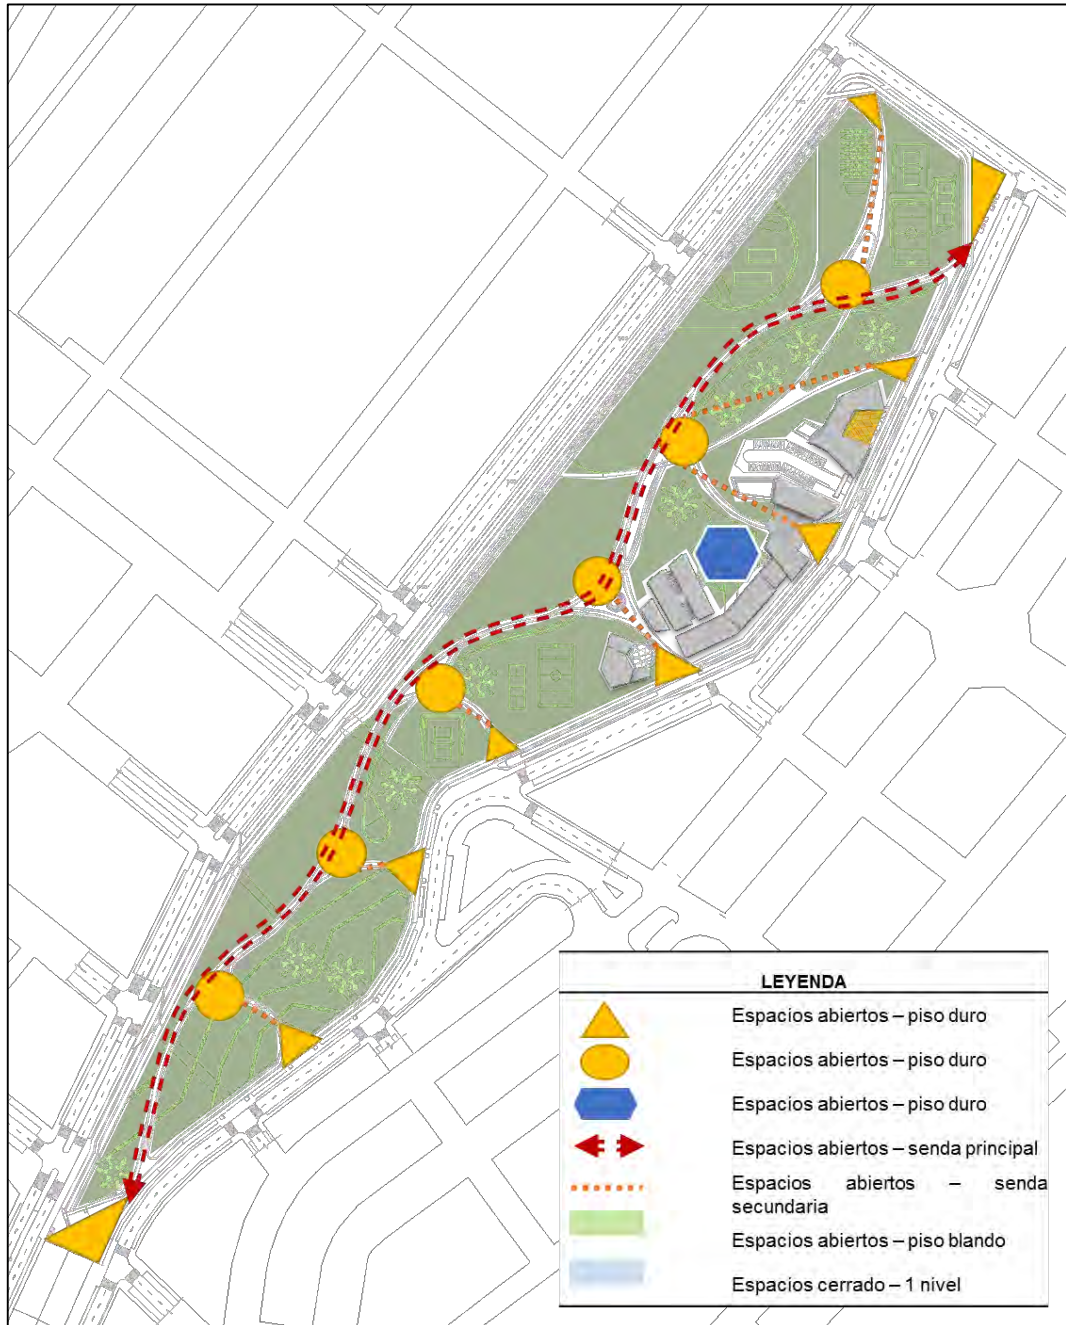 LEYENDA
Espacios abiertos – piso duro
Espacios abiertos – piso duro
Espacios abiertos – piso duro
Espacios abiertos – senda principal
Espacios abiertos – senda
secundaria
Espacios abiertos – piso blando
Espacios cerrado – 1 nivel